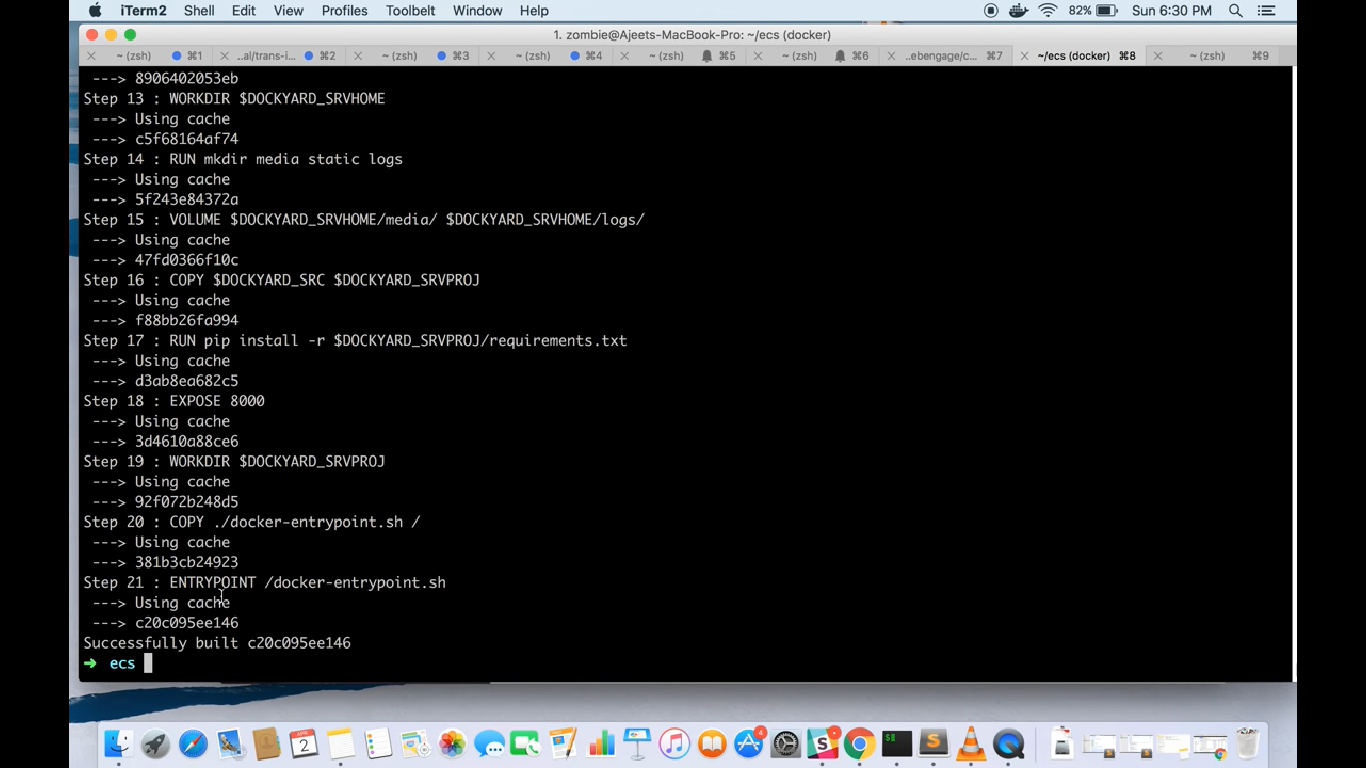 iTerm2 Shell Edit View Profiles Toolbelt Window Help 82% Sun 6:30 PM
1. zombie@Ajeets-MacBook-Pro: ~/ecs (docker)
~ (zsh) ⌘1 ..al/trans-i... ⌘2 ~ (zsh) ⌘3 ~ (zsh) ⌘4 ~ (zsh) ⌘5 ~ (zsh) ⌘6 ..ebengage/c... ⌘7 ~/ecs (docker) ⌘8 ~ (zsh) ⌘9
---> 8906402053eb
Step 13 : WORKDIR $DOCKYARD_SRVHOME
---> Using cache
---> c5f68164af74
Step 14 : RUN mkdir media static logs
---> Using cache
---> 5f243e84372a
Step 15 : VOLUME $DOCKYARD_SRVHOME/media/ $DOCKYARD_SRVHOME/logs/
---> Using cache
---> 47fd0366f10c
Step 16 : COPY $DOCKYARD_SRC $DOCKYARD_SRVPROJ
---> Using cache
---> f88bb26fa994
Step 17 : RUN pip install -r $DOCKYARD_SRVPROJ/requirements.txt
---> Using cache
---> d3ab8ea682c5
Step 18 : EXPOSE 8000
---> Using cache
---> 3d4610a88ce6
Step 19 : WORKDIR $DOCKYARD_SRVPROJ
---> Using cache
---> 92f072b248d5
Step 20 : COPY ./docker-entrypoint.sh /
---> Using cache
---> 381b3cb24923
Step 21 : ENTRYPOINT /docker-entrypoint.sh
---> Using cache
---> c20c095ee146
Successfully built c20c095ee146
➜ ecs
2
4